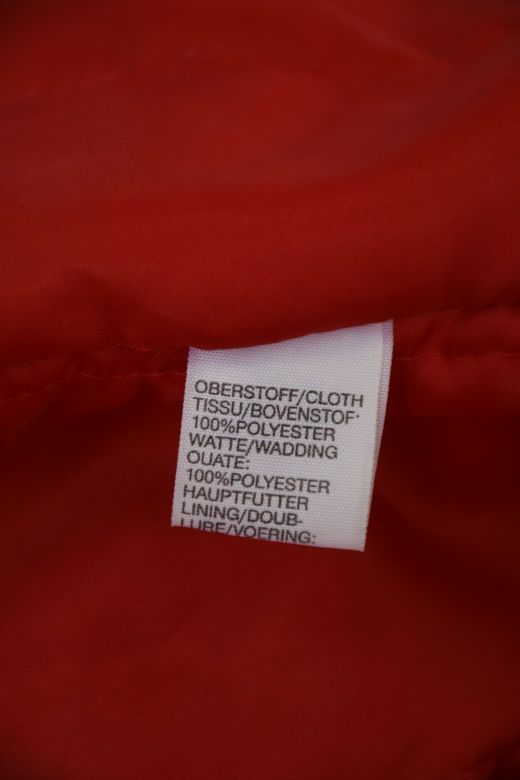 OBERSTOFF/CLOTH
TISSU/BOVENSTOF·
100%POLYESTER
WATTE/WADDING
OUATE:
100%POLYESTER
HAUPTFUTTER
LINING/DOUB-
LURE/VOERING: